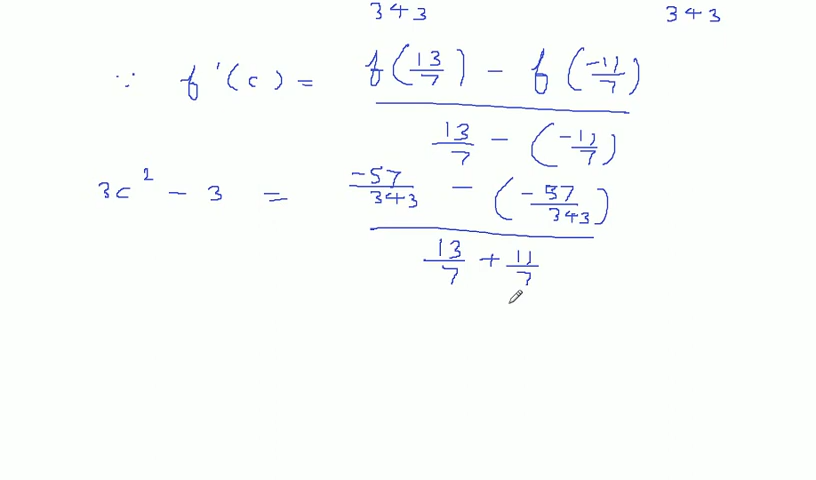 343 343
∵ f'(c) = f(13/7) - f(-11/7) / 13/7 - (-11/7)
3c² - 3 = -57/343 - (-57/343) / 13/7 + 11/7